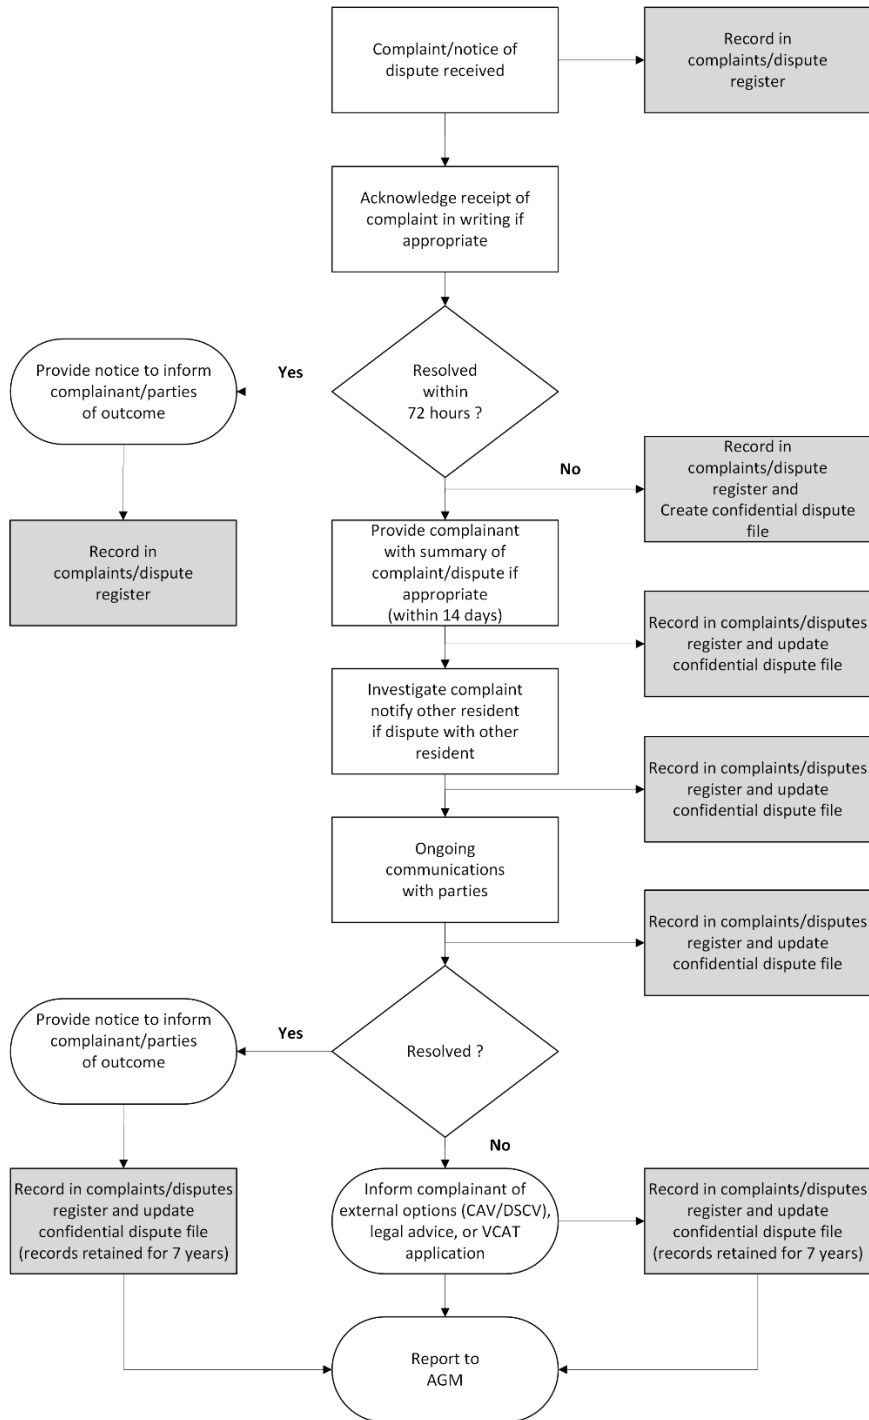 Complaint/notice of
dispute received
Record in
complaints/dispute
register
Acknowledge receipt of
complaint in writing if
appropriate
Provide notice to inform
complainant/parties
of outcome
Yes
Resolved
within
72 hours ?
No
Record in
complaints/dispute
register and
Create confidential dispute
file
Record in
complaints/dispute
register
Provide complainant
with summary of
complaint/dispute if
appropriate
(within 14 days)
Record in complaints/disputes
register and update
confidential dispute file
Investigate complaint
notify other resident
if dispute with other
resident
Record in complaints/disputes
register and update
confidential dispute file
Ongoing
communications
with parties
Record in complaints/disputes
register and update
confidential dispute file
Provide notice to inform
complainant/parties
of outcome
Yes
Resolved ?
No
Record in complaints/disputes
register and update
confidential dispute file
(records retained for 7 years)
Inform complainant of
external options (CAV/DSCV),
legal advice, or VCAT
application
Record in complaints/disputes
register and update
confidential dispute file
(records retained for 7 years)
Report to
AGM